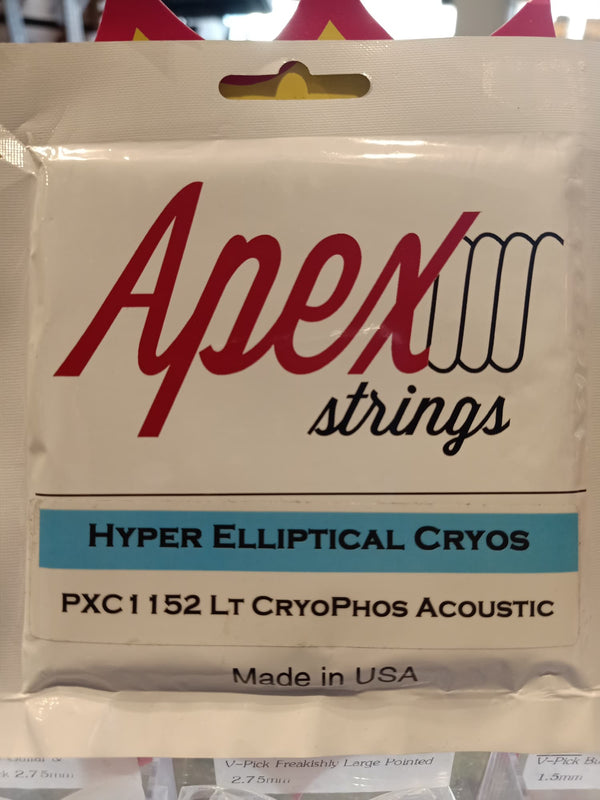 Apex
strings
HYPER ELLIPTICAL CRYOS
PXC1152 LT CRYOPHOS ACOUSTIC
Made in USA
V-Pick Freakishly Large Pointed
2.75mm
2.75mm
V-Pick
1.5mm